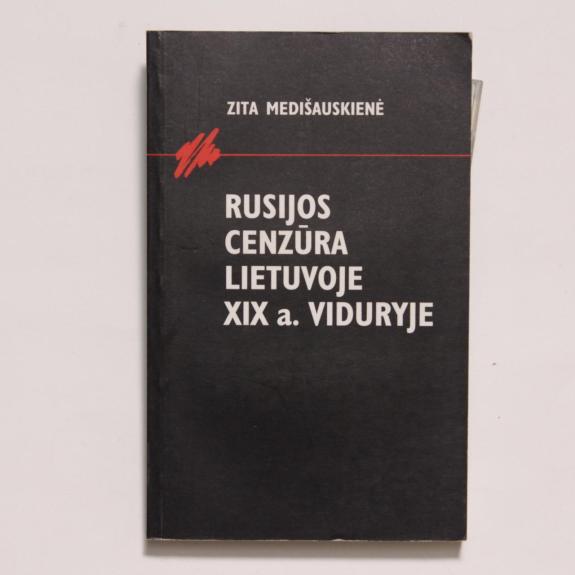 ZITA MEDIŠAUSKIENĖ
RUSIJOS
CENZŪRA
LIETUVOJE
XIX a. VIDURYJE